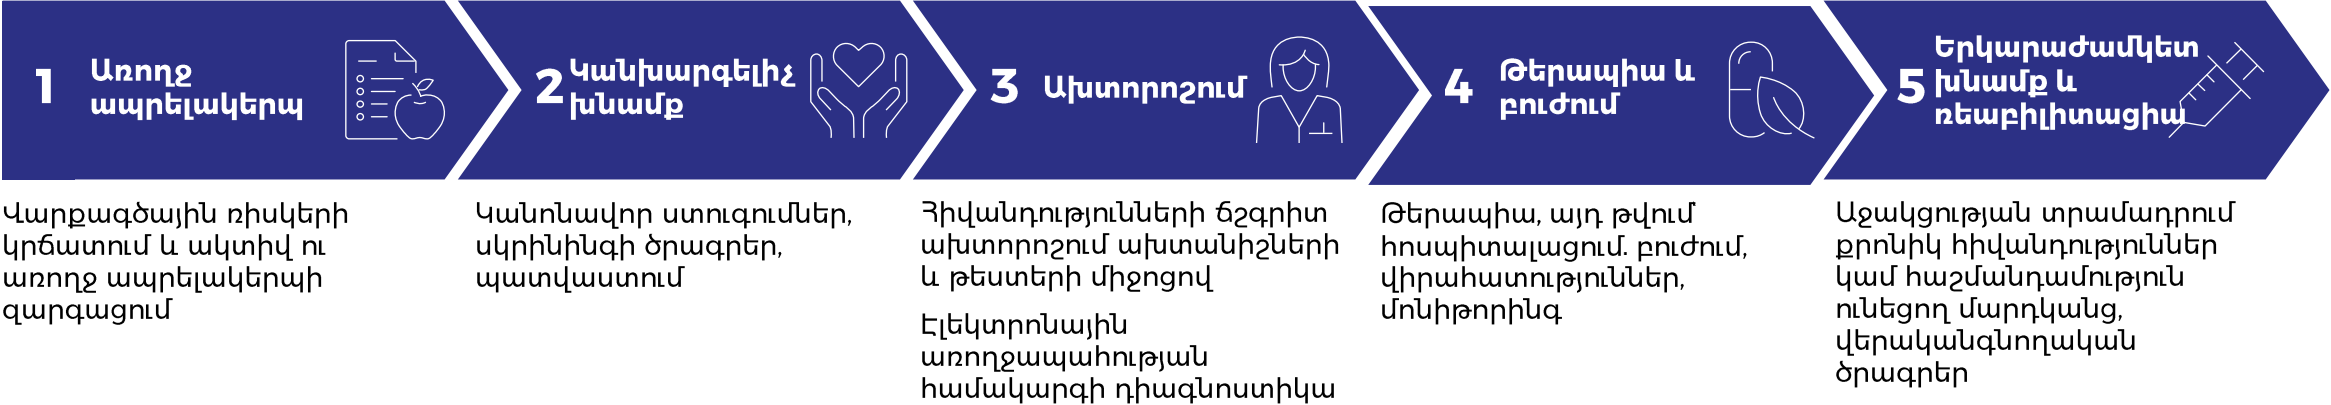 1
Առողջ
ապրելակերպ
Վարքագծային ռիսկերի
կրճատում և ակտիվ ու
առողջ ապրելակերպի
զարգացում
2
Կանխարգելիչ
խնամք
Կանոնավոր ստուգումներ,
սկրինինգի ծրագրեր,
պատվաստում
3
Ախտորոշում
Հիվանդությունների ճշգրիտ
ախտորոշում ախտանիշների
և թեստերի միջոցով
Էլեկտրոնային
առողջապահության
համակարգի դիագնոստիկա
4
Թերապիա և
բուժում
Թերապիա, այդ թվում
հոսպիտալացում. բուժում,
վիրահատություններ,
մոնիթորինգ
5
Երկարաժամկետ
խնամք և
ռեաբիլիտացիա
Աջակցության տրամադրում
քրոնիկ հիվանդություններ
կամ հաշմանդամություն
ունեցող մարդկանց,
վերականգնողական
ծրագրեր